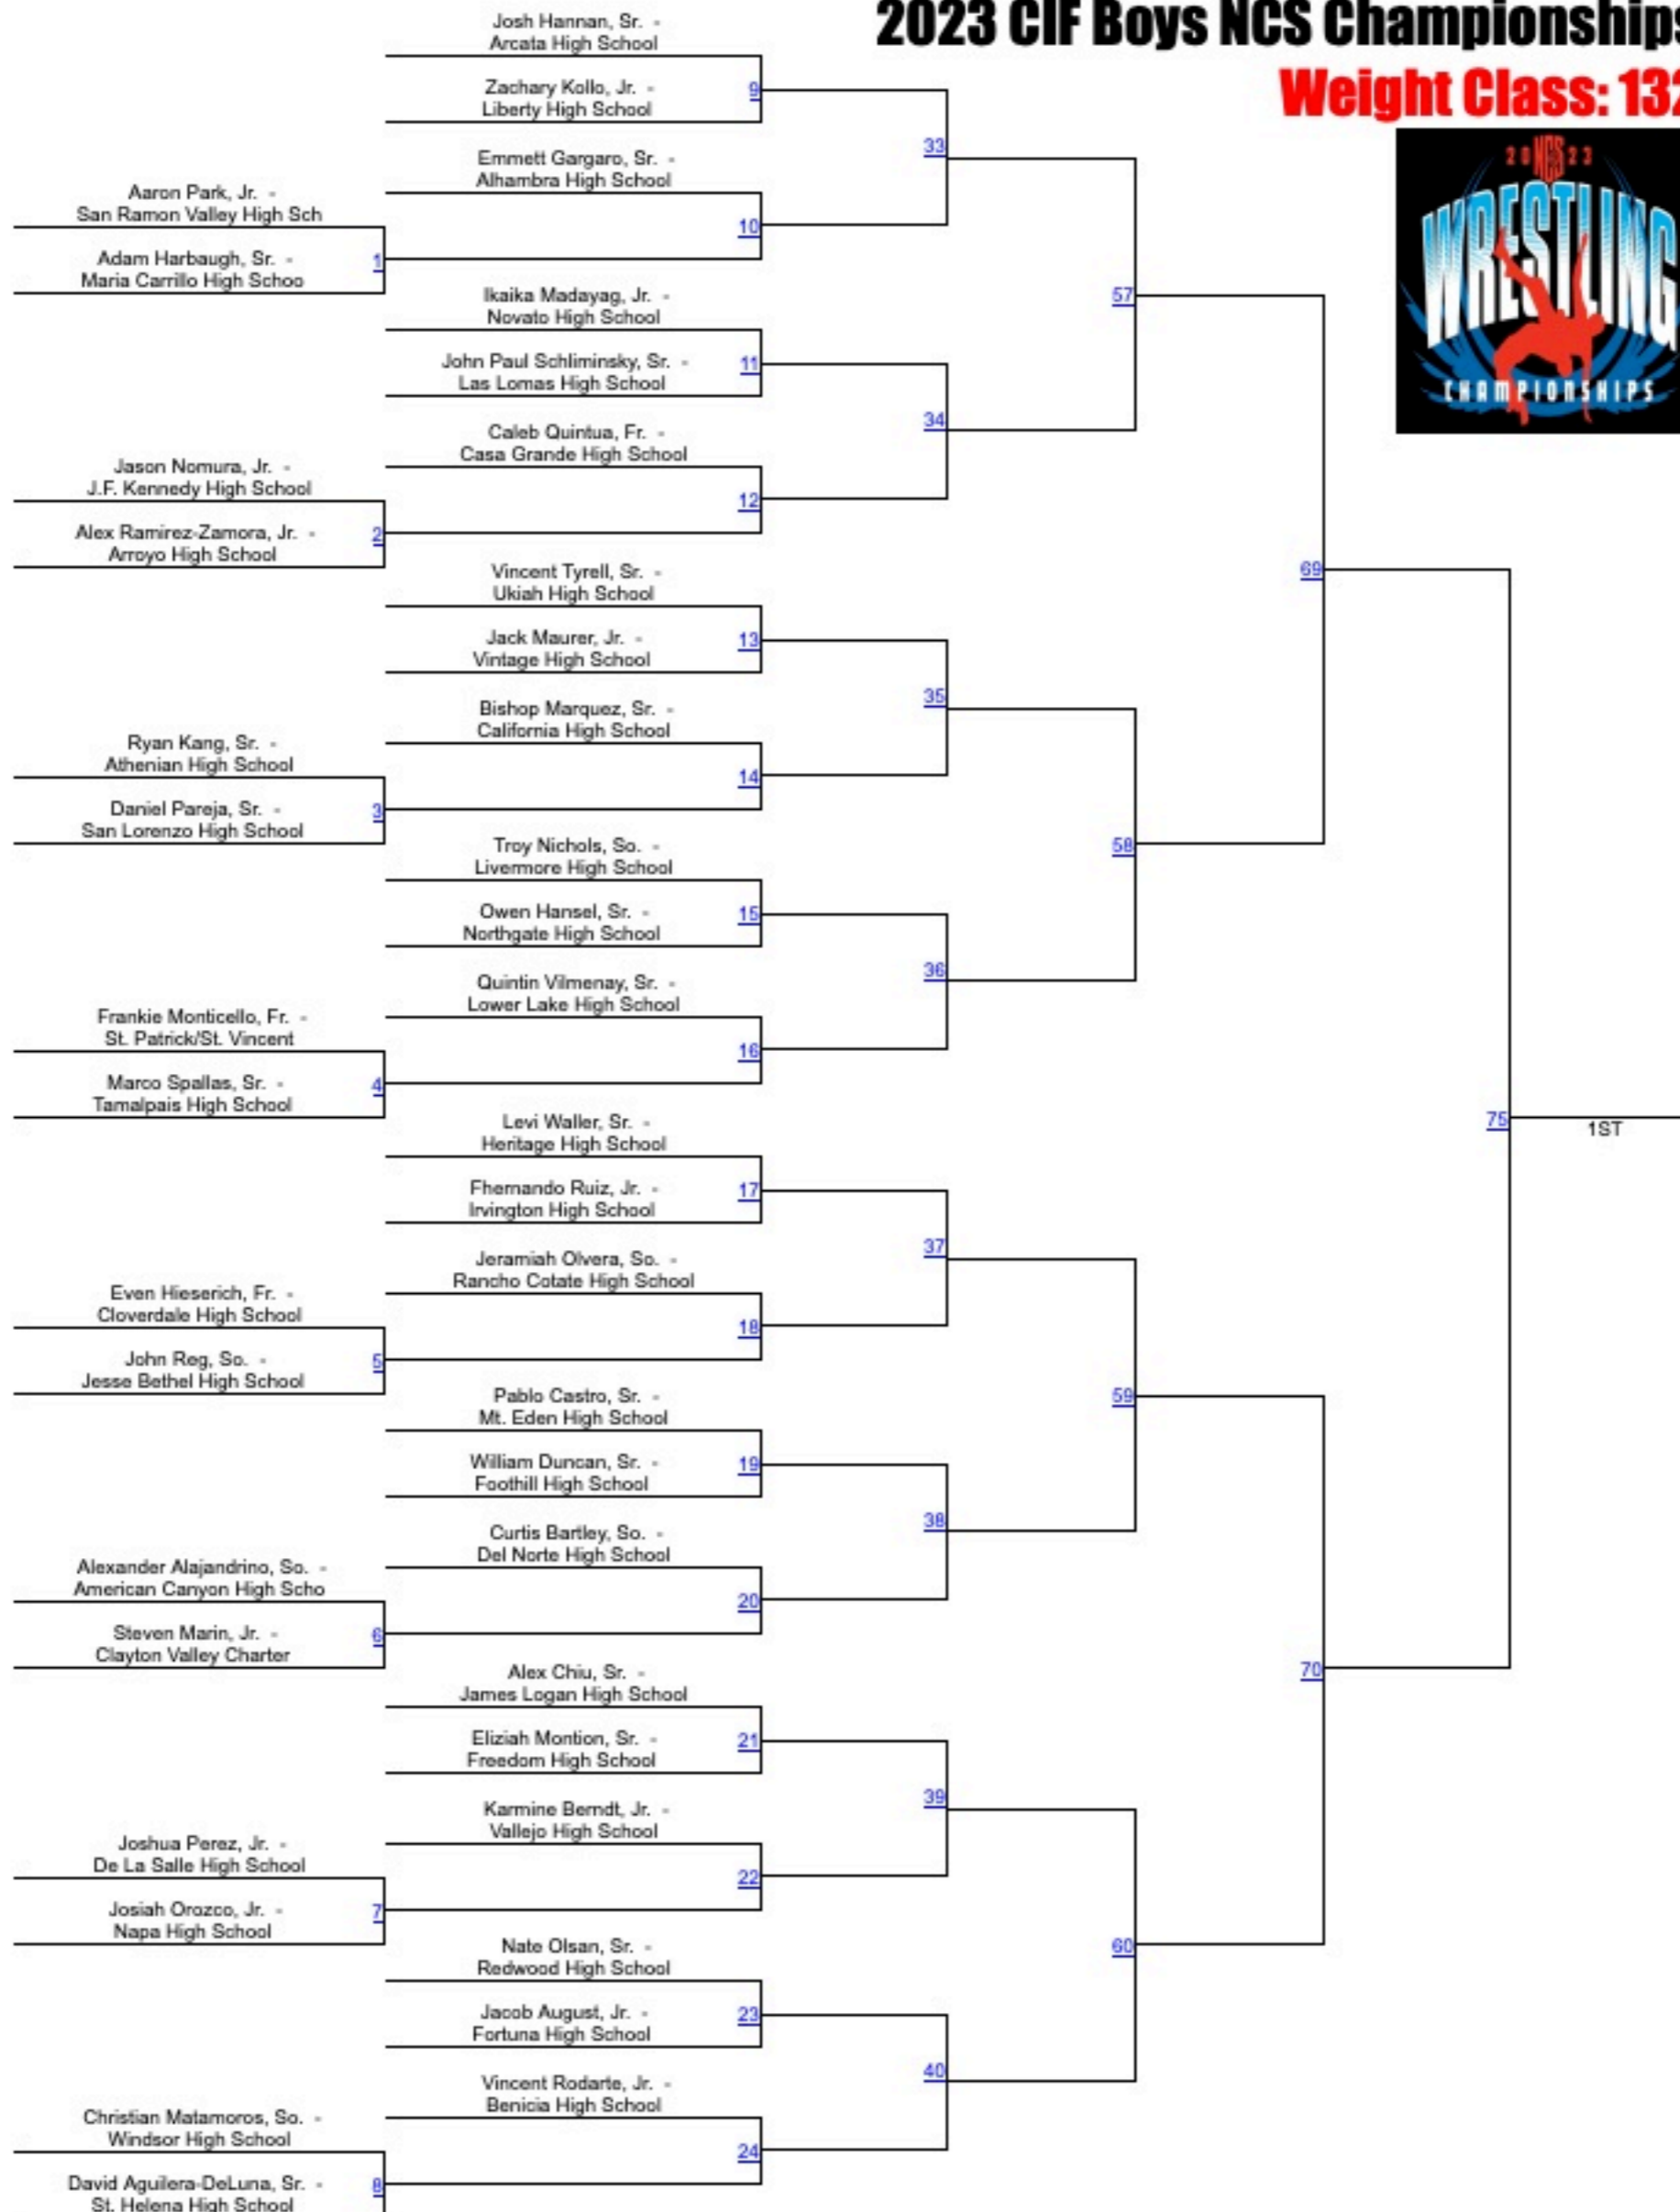 2023 CIF Boys NCS Championships
Weight Class: 132
2023
NCS
WRESTLING
CHAMPIONSHIPS
Josh Hannan, Sr. -
Arcata High School
Zachary Kollo, Jr. -
Liberty High School
9
33
Emmett Gargaro, Sr. -
Alhambra High School
Aaron Park, Jr. -
San Ramon Valley High Sch
10
Adam Harbaugh, Sr. -
Maria Carrillo High Schoo
1
Ikaika Madayag, Jr. -
Novato High School
57
John Paul Schliminsky, Sr. -
Las Lomas High School
11
34
Caleb Quintua, Fr. -
Casa Grande High School
Jason Nomura, Jr. -
J.F. Kennedy High School
12
Alex Ramirez-Zamora, Jr. -
Arroyo High School
2
69
Vincent Tyrell, Sr. -
Ukiah High School
Jack Maurer, Jr. -
Vintage High School
13
35
Bishop Marquez, Sr. -
California High School
Ryan Kang, Sr. -
Athenian High School
14
Daniel Pareja, Sr. -
San Lorenzo High School
3
58
Troy Nichols, So. -
Livermore High School
Owen Hansel, Sr. -
Northgate High School
15
36
Quintin Vilmenay, Sr. -
Lower Lake High School
Frankie Monticello, Fr. -
St. Patrick/St. Vincent
16
Marco Spallas, Sr. -
Tamalpais High School
4
75
1ST
Levi Waller, Sr. -
Heritage High School
Fhernando Ruiz, Jr. -
Irvington High School
17
37
Jeramiah Olvera, So. -
Rancho Cotate High School
Even Hieserich, Fr. -
Cloverdale High School
18
John Reg, So. -
Jesse Bethel High School
5
Pablo Castro, Sr. -
Mt. Eden High School
59
William Duncan, Sr. -
Foothill High School
19
38
Curtis Bartley, So. -
Del Norte High School
Alexander Alajandrino, So. -
American Canyon High Scho
20
Steven Marin, Jr. -
Clayton Valley Charter
6
70
Alex Chiu, Sr. -
James Logan High School
Eliziah Montion, Sr. -
Freedom High School
21
39
Karmine Berndt, Jr. -
Vallejo High School
Joshua Perez, Jr. -
De La Salle High School
22
Josiah Orozco, Jr. -
Napa High School
7
60
Nate Olsan, Sr. -
Redwood High School
Jacob August, Jr. -
Fortuna High School
23
40
Vincent Rodarte, Jr. -
Benicia High School
Christian Matamoros, So. -
Windsor High School
24
David Aguilera-DeLuna, Sr. -
St. Helena High School
8